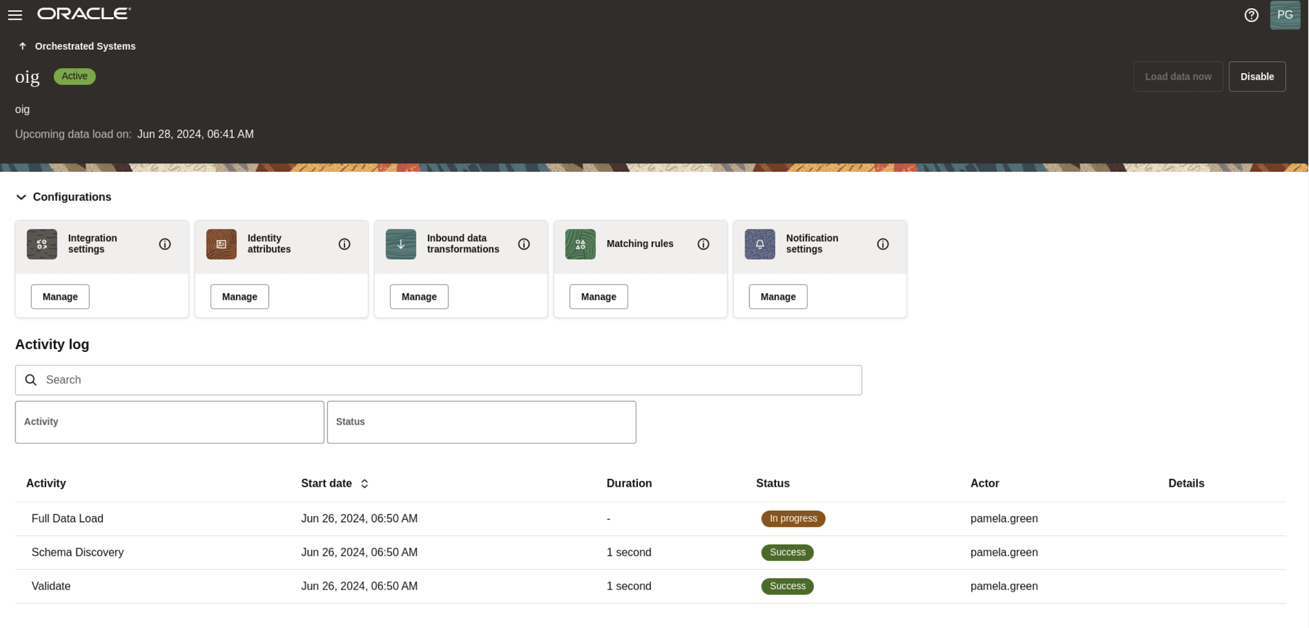 ORACLE
PG
Orchestrated Systems
oig Active
Load data now Disable
oig
Upcoming data load on: Jun 28, 2024, 06:41 AM
Configurations
Integration settings
Identity attributes
Inbound data transformations
Matching rules
Notification settings
Manage Manage Manage Manage Manage
Activity log
Search
Activity Status
Activity Start date Duration Status Actor Details
Full Data Load Jun 26, 2024, 06:50 AM - In progress pamela.green
Schema Discovery Jun 26, 2024, 06:50 AM 1 second Success pamela.green
Validate Jun 26, 2024, 06:50 AM 1 second Success pamela.green